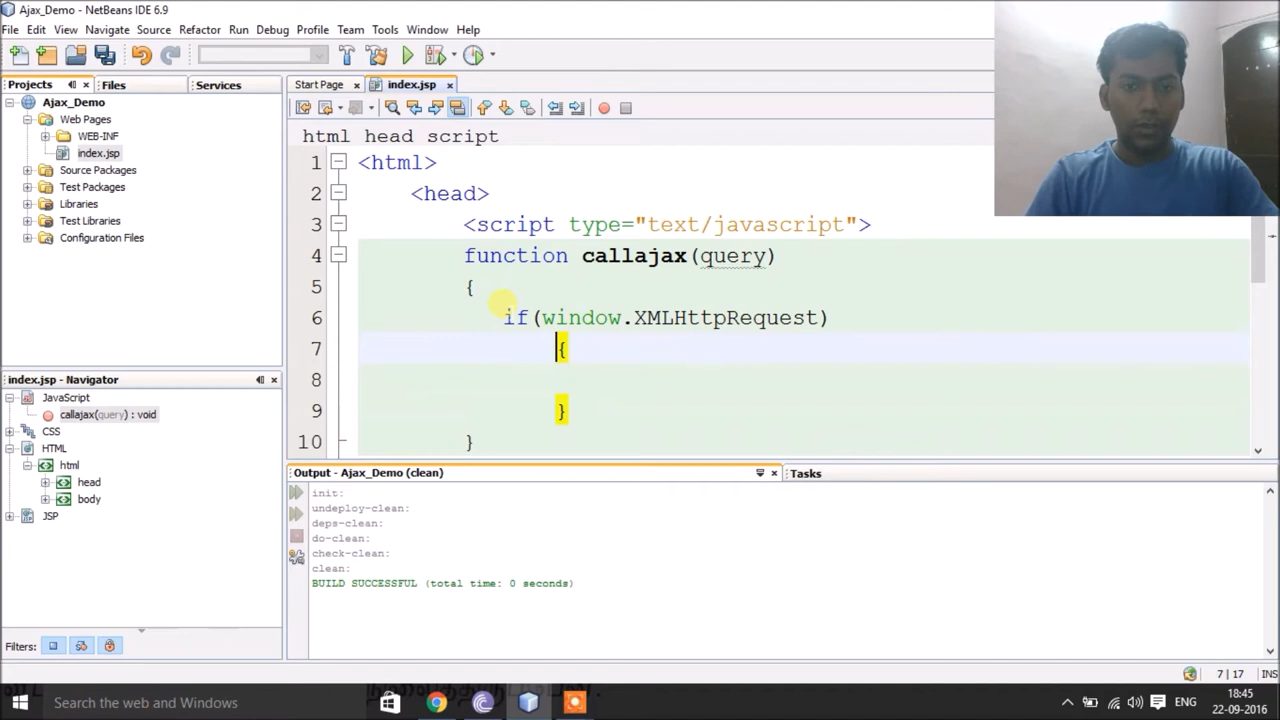 Ajax_Demo - NetBeans IDE 6.9
File Edit View Navigate Source Refactor Run Debug Profile Team Tools Window Help
Projects Files Services
Start Page index.jsp
Ajax_Demo
Web Pages
WEB-INF
index.jsp
Source Packages
Test Packages
Libraries
Test Libraries
Configuration Files
html head script
1 <html>
2 <head>
3 <script type="text/javascript">
4 function callajax(query)
5 {
6 if(window.XMLHttpRequest)
7 {
8
9 }
10 }
index.jsp - Navigator
JavaScript
callajax(query) : void
CSS
HTML
html
head
body
JSP
Filters:
Output - Ajax_Demo (clean) Tasks
init:
undeploy-clean:
deps-clean:
do-clean:
check-clean:
clean:
BUILD SUCCESSFUL (total time: 0 seconds)
7 | 17 INS
Search the web and Windows
ENG
18:45
22-09-2016